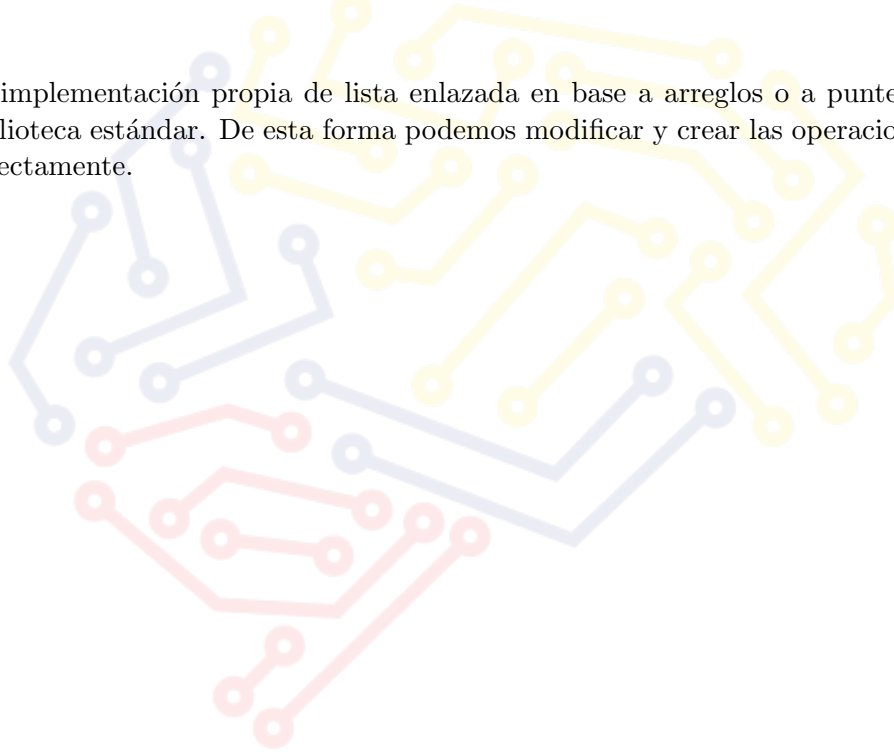 implementación propia de lista enlazada en base a arreglos o a punte
lioteca estándar. De esta forma podemos modificar y crear las operacio
ectamente.